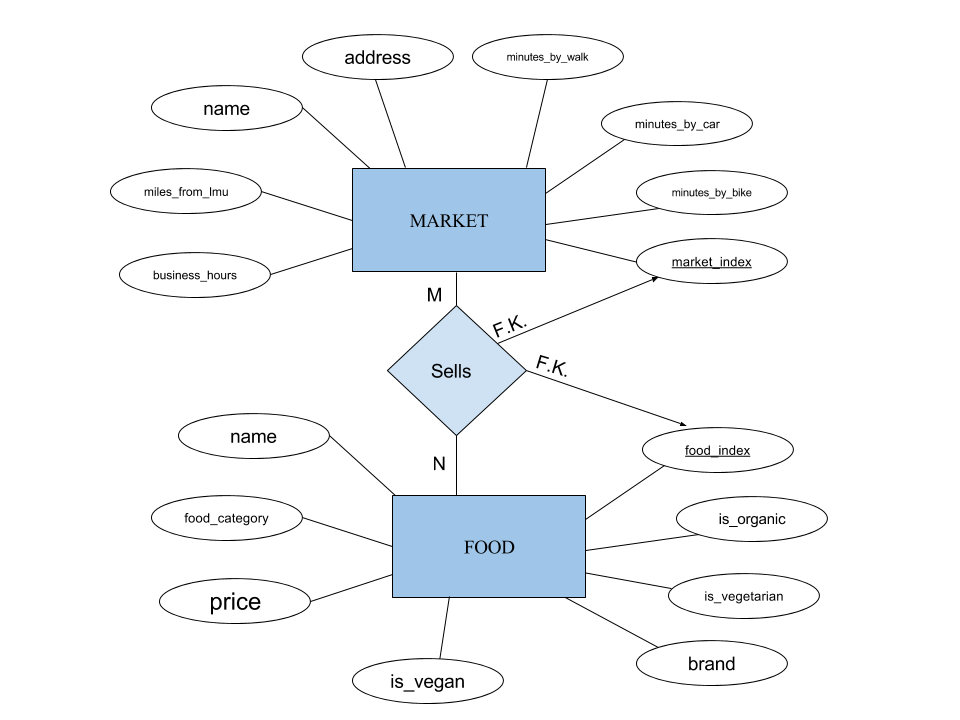 address
minutes_by_walk
name
minutes_by_car
miles_from_lmu
minutes_by_bike
MARKET
market_index
business_hours
M
F.K.
Sells
F.K.
name
N
food_index
food_category
is_organic
FOOD
price
is_vegetarian
brand
is_vegan